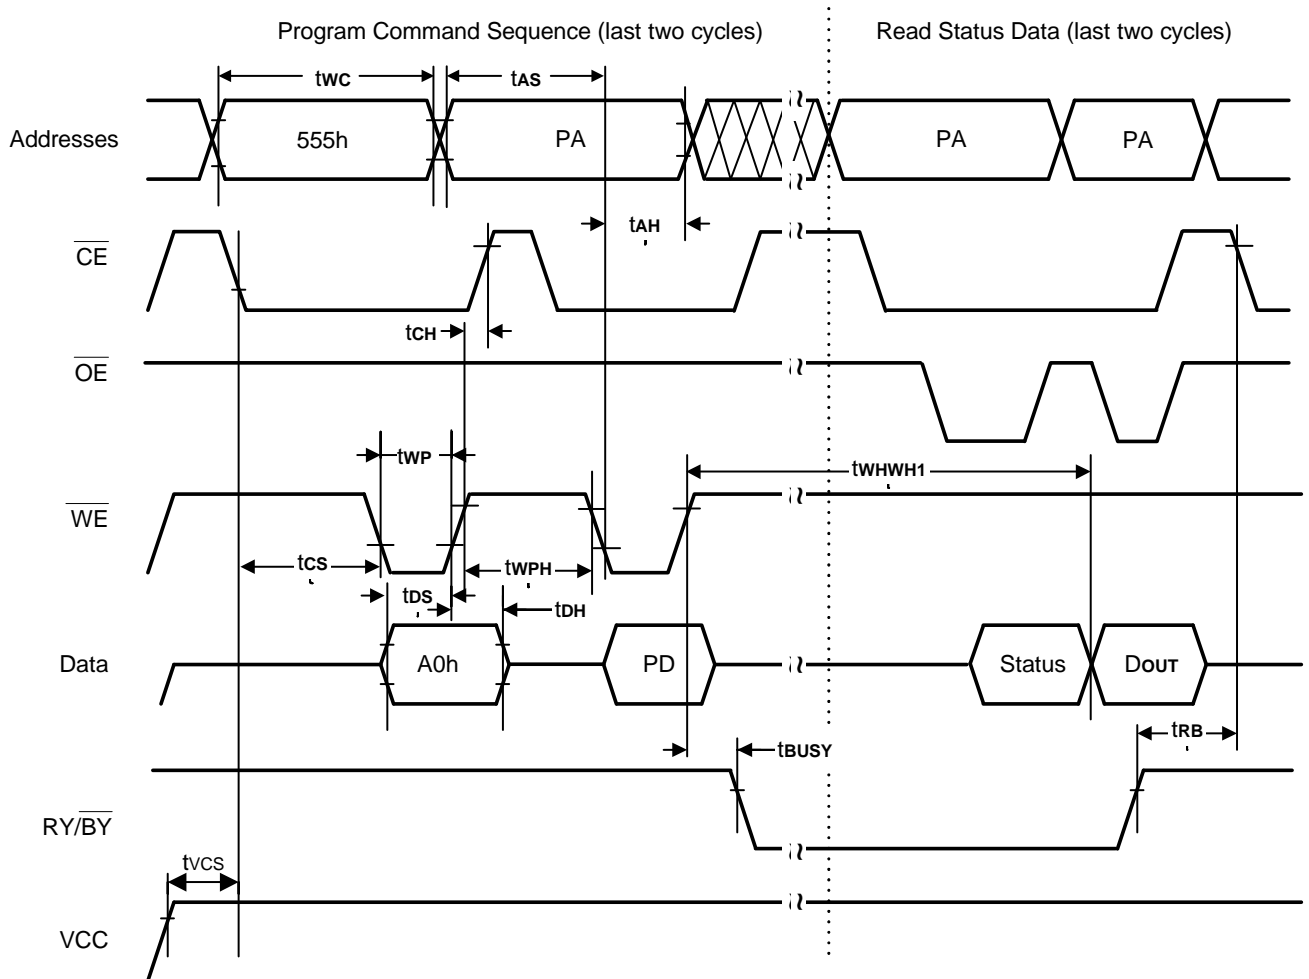 Program Command Sequence (last two cycles)
Read Status Data (last two cycles)
tWC
tAS
Addresses
555h
PA
PA
PA
tAH
CE
tCH
OE
tWP
tWHWH1
WE
tCS
tWPH
tDS
tDH
Data
A0h
PD
Status
DOUT
tRB
tBUSY
RY/BY
tVCS
VCC